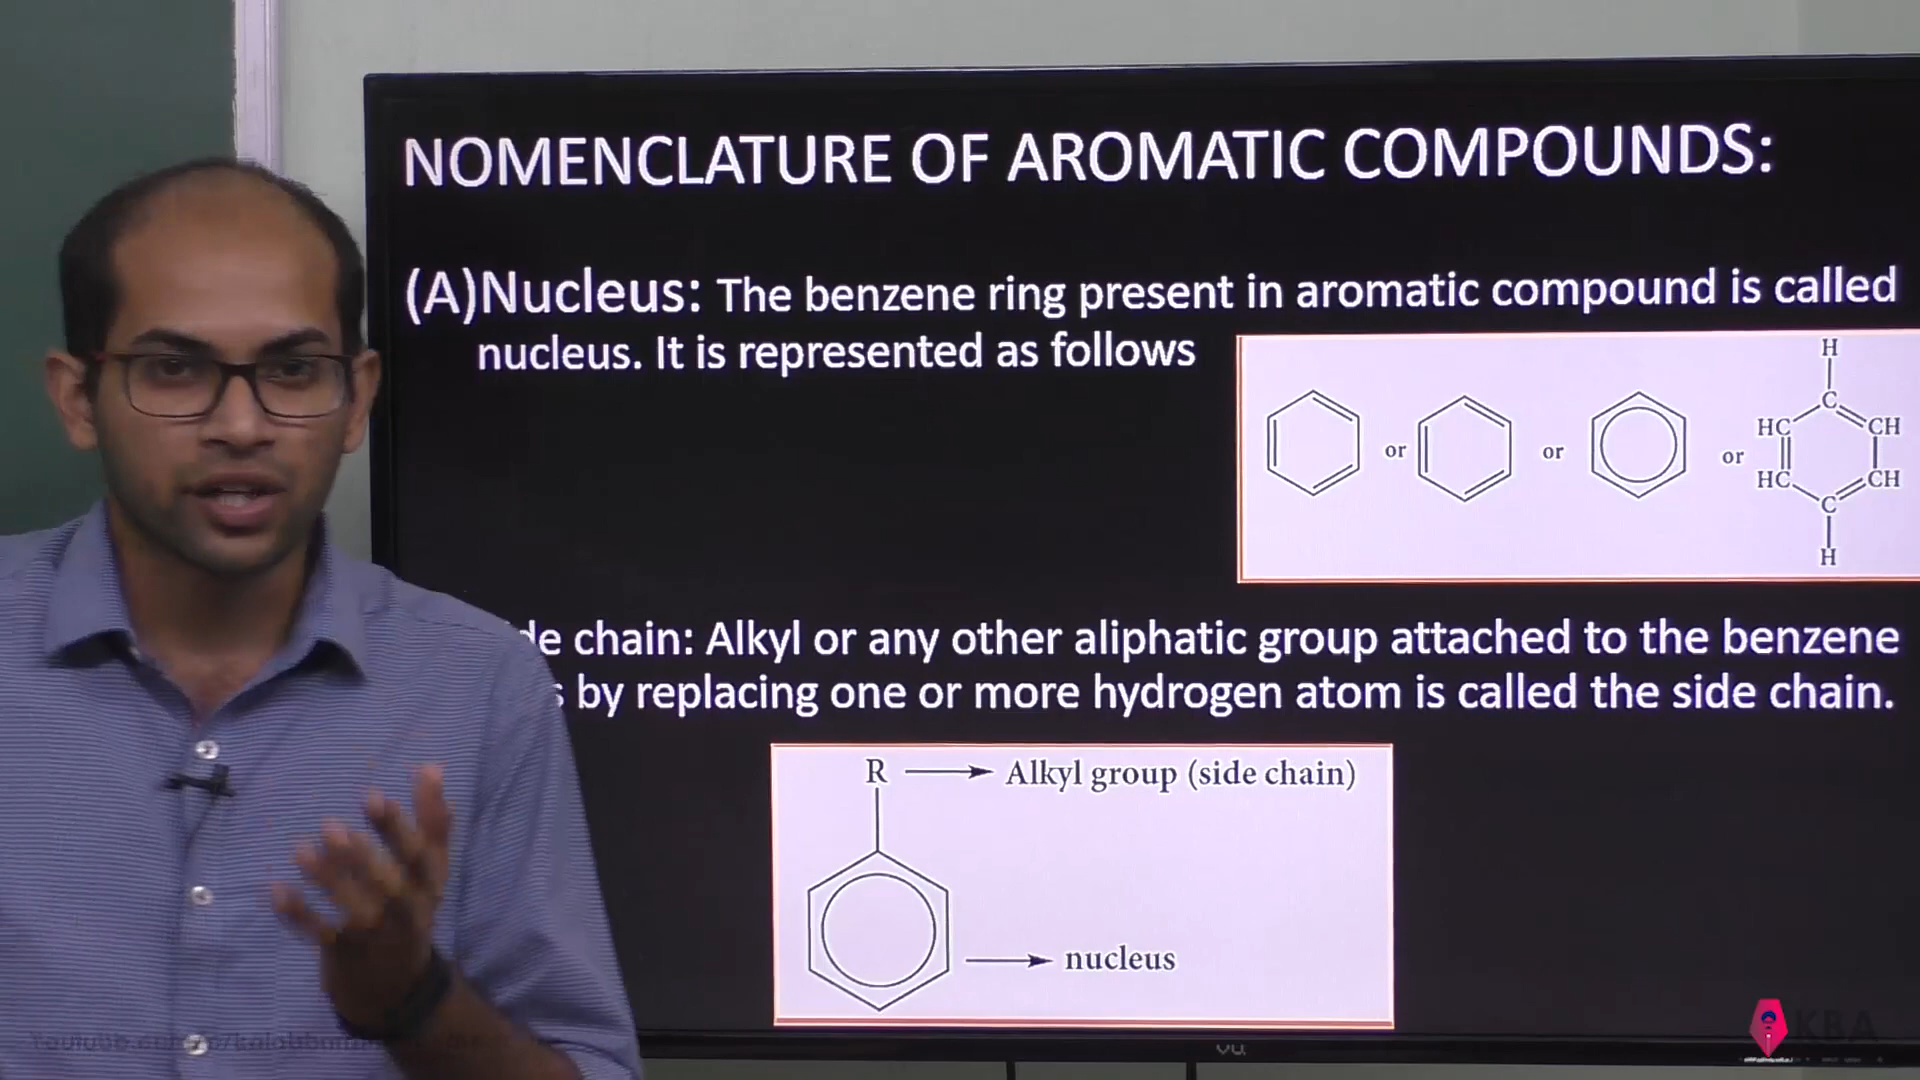 NOMENCLATURE OF AROMATIC COMPOUNDS:
(A)Nucleus: The benzene ring present in aromatic compound is called
nucleus. It is represented as follows
H
C
HC CH
or or or
HC CH
C
H
chain: Alkyl or any other aliphatic group attached to the benzene
by replacing one or more hydrogen atom is called the side chain.
R Alkyl group (side chain)
nucleus
vu
KBA